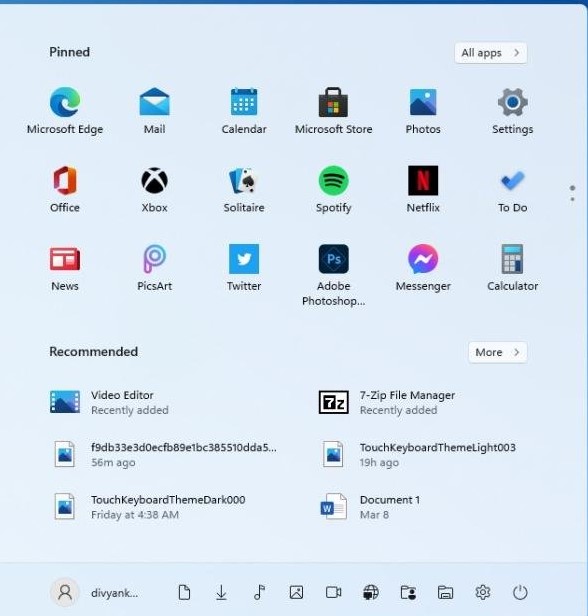 Pinned
All apps
Microsoft Edge
Mail
Calendar
Microsoft Store
Photos
Settings
Office
Xbox
Solitaire
Spotify
Netflix
To Do
News
PicsArt
Twitter
Ps
Adobe
Photoshop...
Messenger
Calculator
Recommended
More
Video Editor
Recently added
7z
7-Zip File Manager
Recently added
f9db33e3d0ecfb89e1bc385510dda5...
56m ago
TouchKeyboardThemeLight003
19h ago
TouchKeyboardThemeDark000
Friday at 4:38 AM
W
Document 1
Mar 8
divyank...